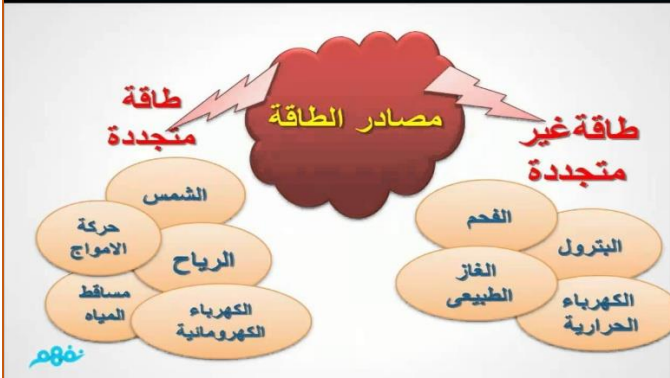 مصادر الطاقة
طاقة غير
متجددة
الفحم
البترول
الغاز
الطبيعى
الكهرباء
الحرارية
طاقة
متجددة
الشمس
حركة
الامواج
الرياح
مساقط
المياه
الكهرباء
الكهرومائية
نفهم